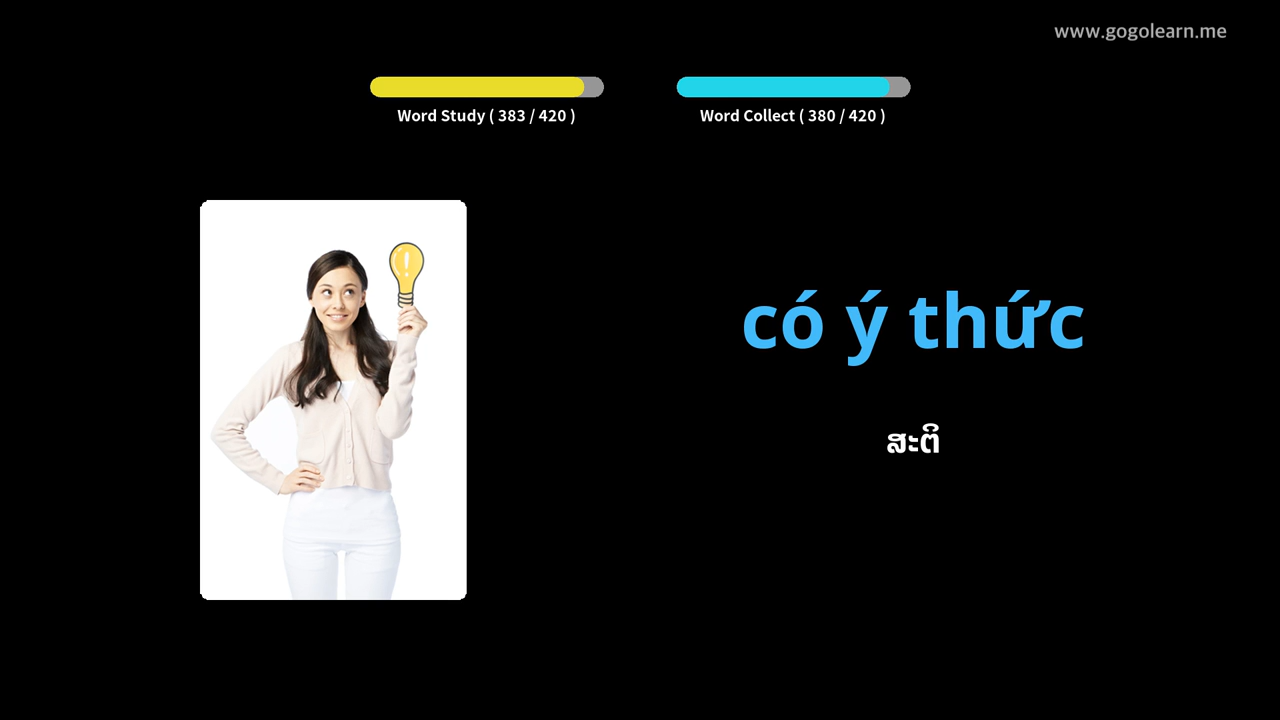 www.gogolearn.me
Word Study ( 383 / 420 )
Word Collect ( 380 / 420 )
có ý thức
ສະຕິ